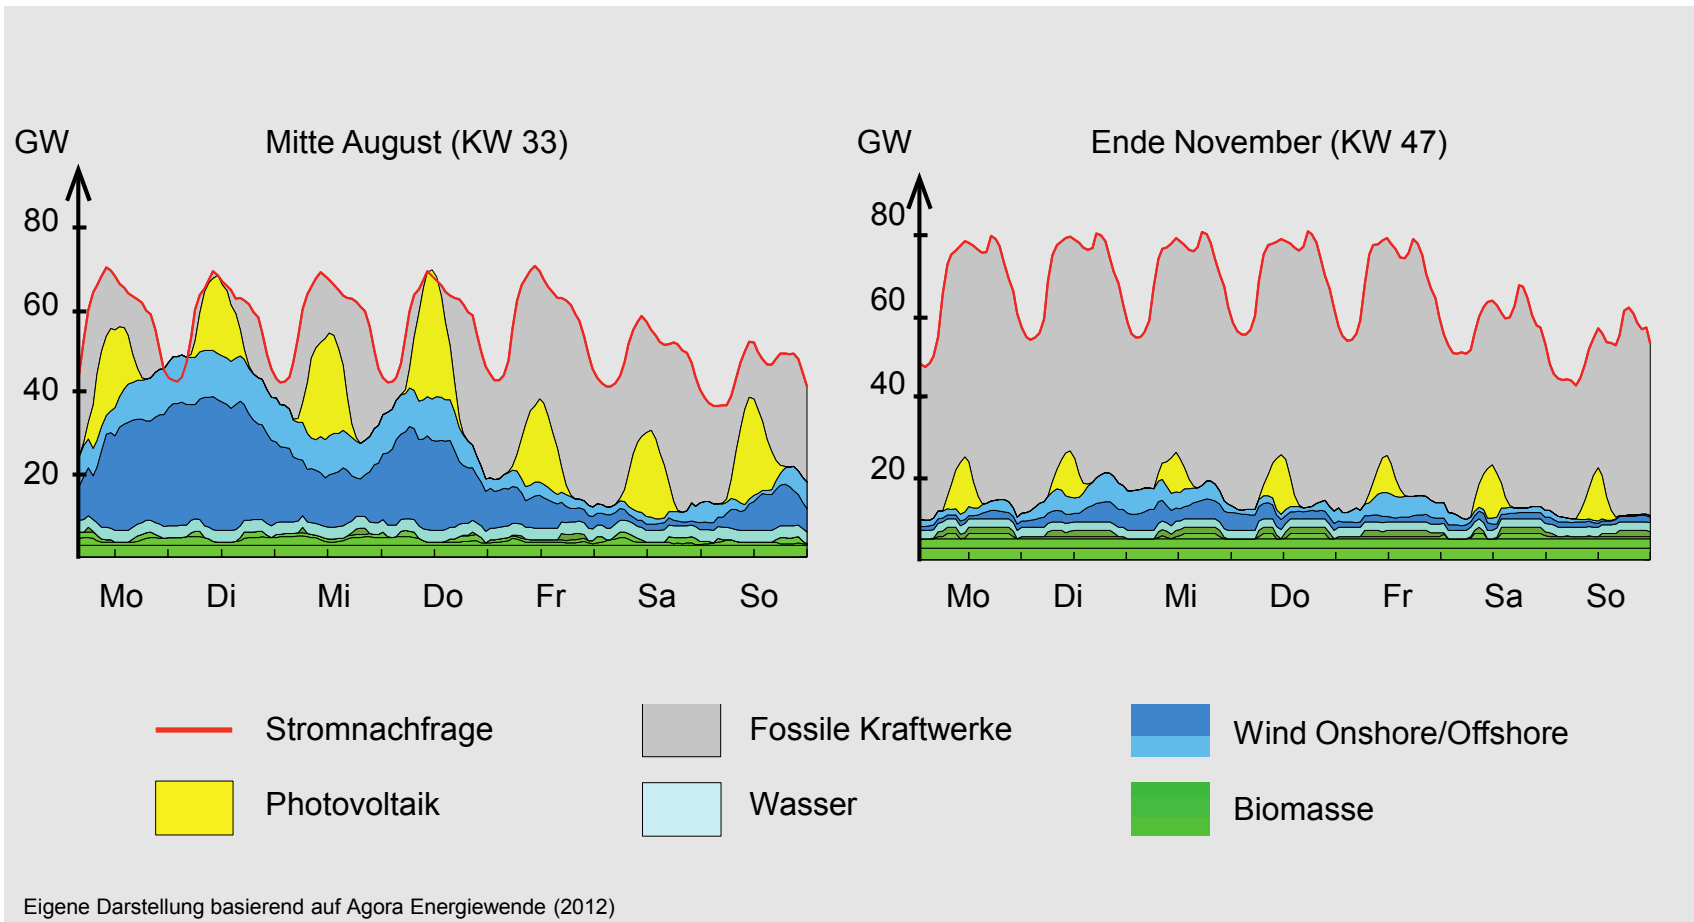 GW
Mitte August (KW 33)
80
60
40
20
Mo Di Mi Do Fr Sa So
GW
Ende November (KW 47)
80
60
40
20
Mo Di Mi Do Fr Sa So
Stromnachfrage
Fossile Kraftwerke
Wind Onshore/Offshore
Photovoltaik
Wasser
Biomasse
Eigene Darstellung basierend auf Agora Energiewende (2012)